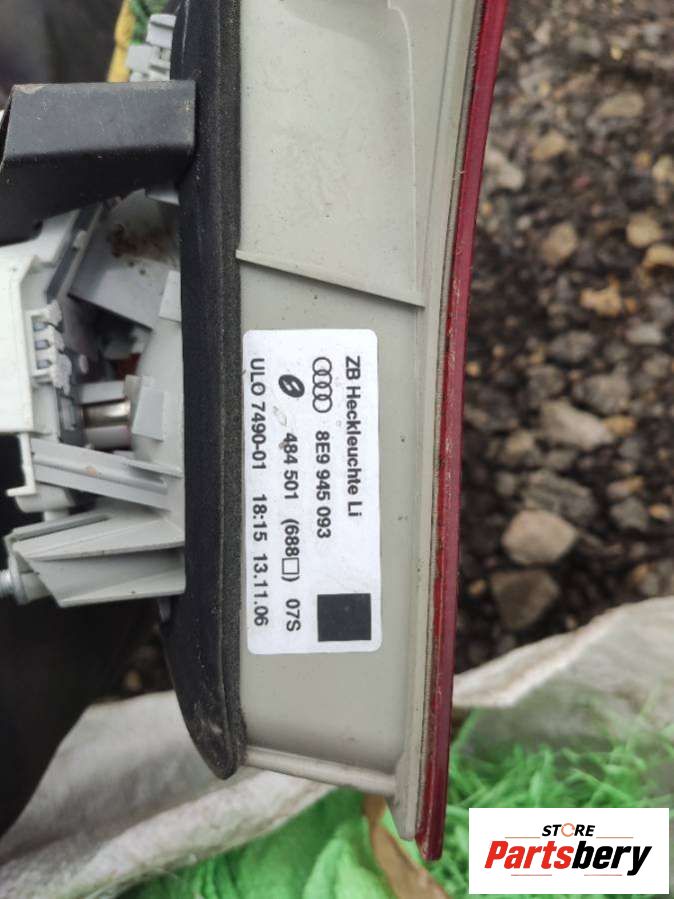 ZB Heckleuchte Li
8E9 945 093
484 501 (688□) 07S
ULO 7490-01 18:15 13.11.06
STORE
Partsbery